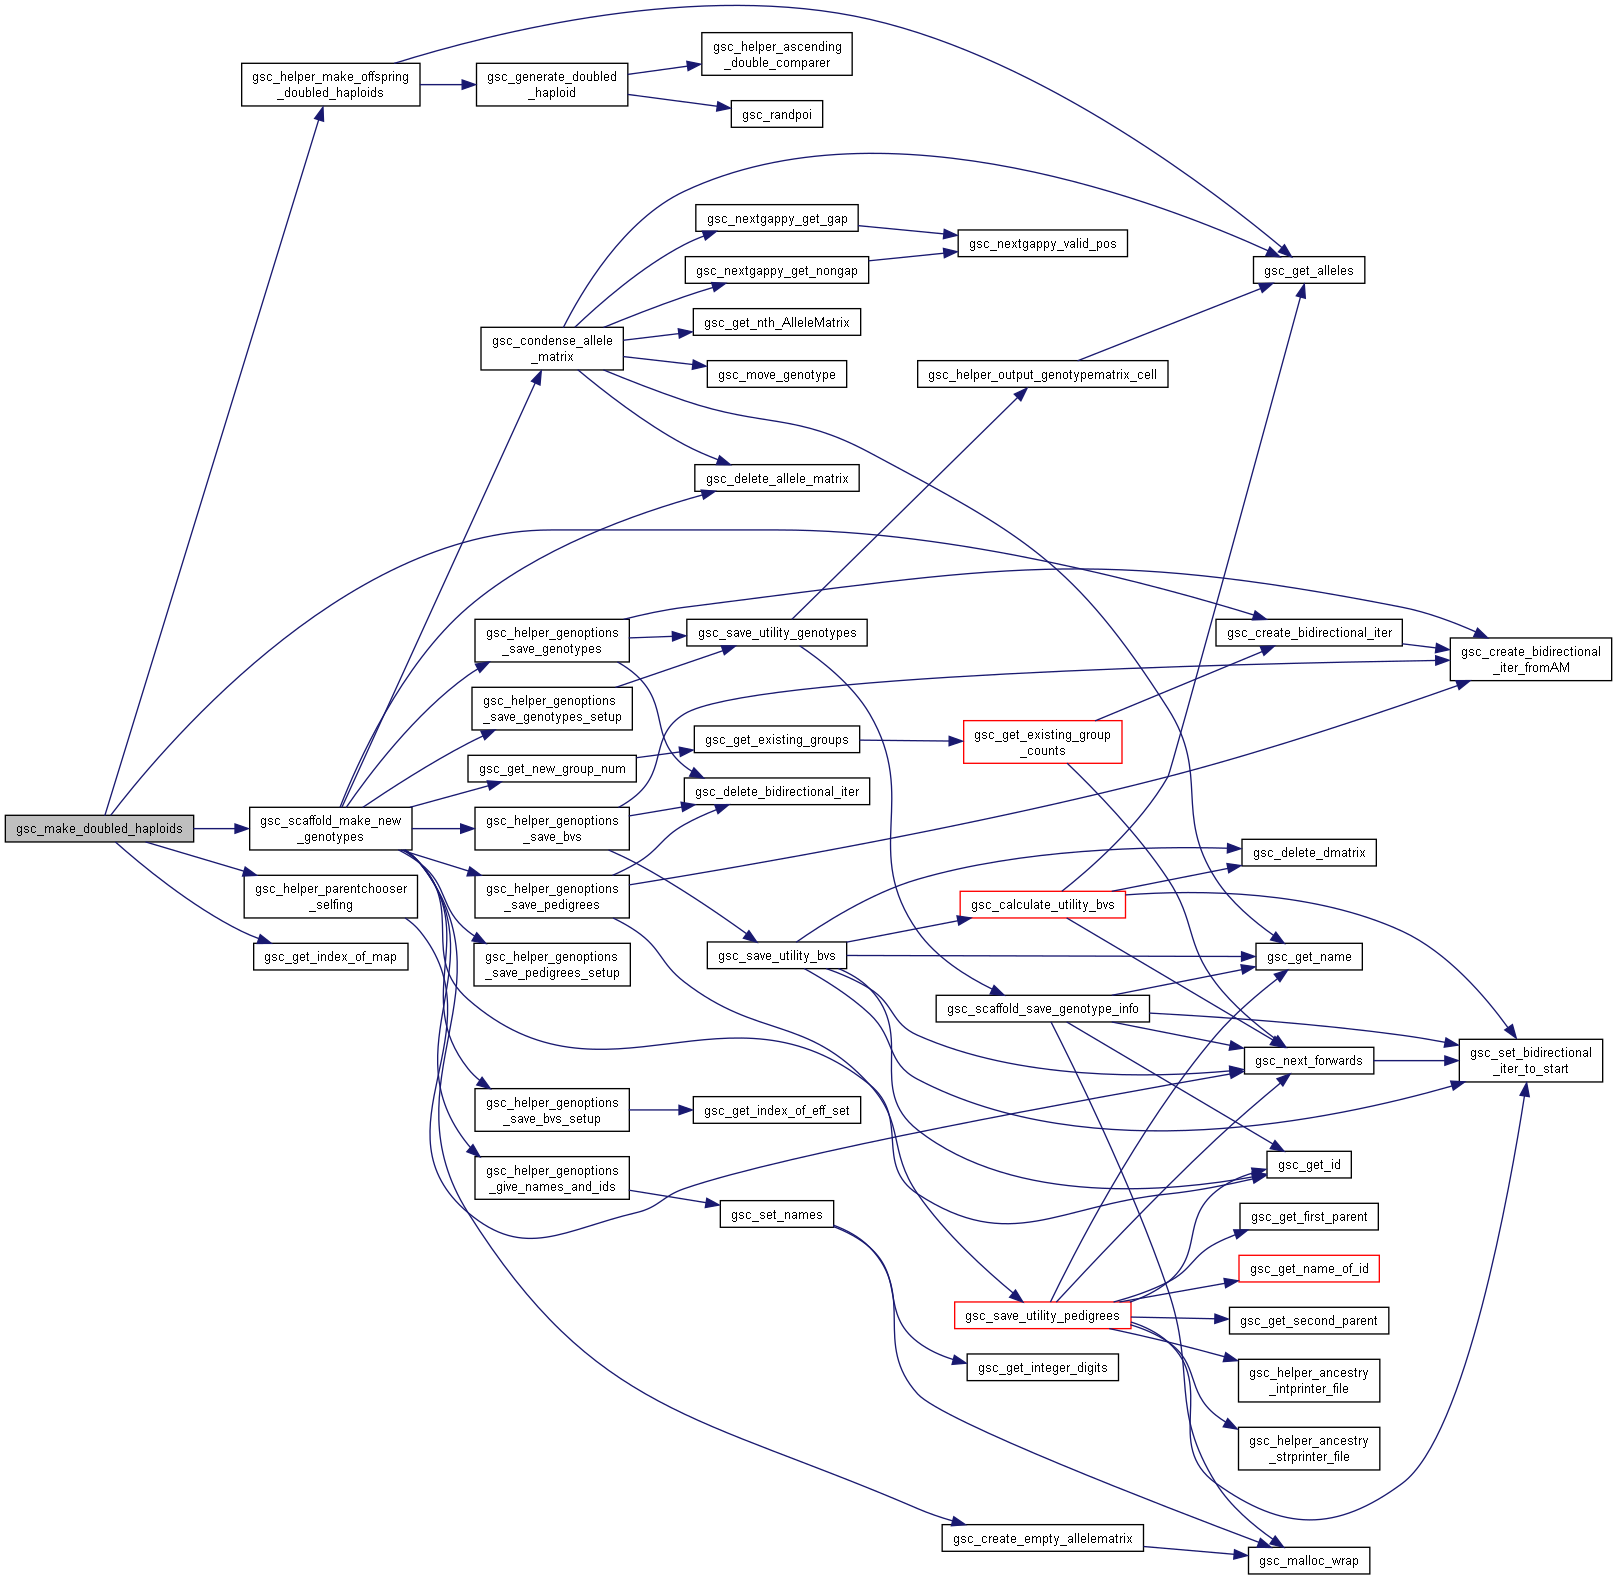 gsc_helper_ascending
_double_comparer
gsc_helper_make_offspring
_doubled_haploids
gsc_generate_doubled
_haploid
gsc_randpoi
gsc_nextgappy_get_gap
gsc_nextgappy_valid_pos
gsc_nextgappy_get_nongap
gsc_get_alleles
gsc_get_nth_AlleleMatrix
gsc_condense_allele
_matrix
gsc_move_genotype
gsc_helper_output_genotypematrix_cell
gsc_delete_allele_matrix
gsc_helper_genoptions
_save_genotypes
gsc_save_utility_genotypes
gsc_create_bidirectional_iter
gsc_create_bidirectional
_iter_fromAM
gsc_helper_genoptions
_save_genotypes_setup
gsc_get_existing_groups
gsc_get_existing_group
_counts
gsc_get_new_group_num
gsc_delete_bidirectional_iter
gsc_make_doubled_haploids
gsc_scaffold_make_new
_genotypes
gsc_helper_genoptions
_save_bvs
gsc_delete_dmatrix
gsc_helper_parentchooser
_selfing
gsc_helper_genoptions
_save_pedigrees
gsc_calculate_utility_bvs
gsc_get_index_of_map
gsc_helper_genoptions
_save_pedigrees_setup
gsc_save_utility_bvs
gsc_get_name
gsc_scaffold_save_genotype_info
gsc_next_forwards
gsc_set_bidirectional
_iter_to_start
gsc_helper_genoptions
_save_bvs_setup
gsc_get_index_of_eff_set
gsc_helper_genoptions
_give_names_and_ids
gsc_get_id
gsc_set_names
gsc_get_first_parent
gsc_get_name_of_id
gsc_save_utility_pedigrees
gsc_get_second_parent
gsc_get_integer_digits
gsc_helper_ancestry
_intprinter_file
gsc_helper_ancestry
_strprinter_file
gsc_create_empty_allelematrix
gsc_malloc_wrap